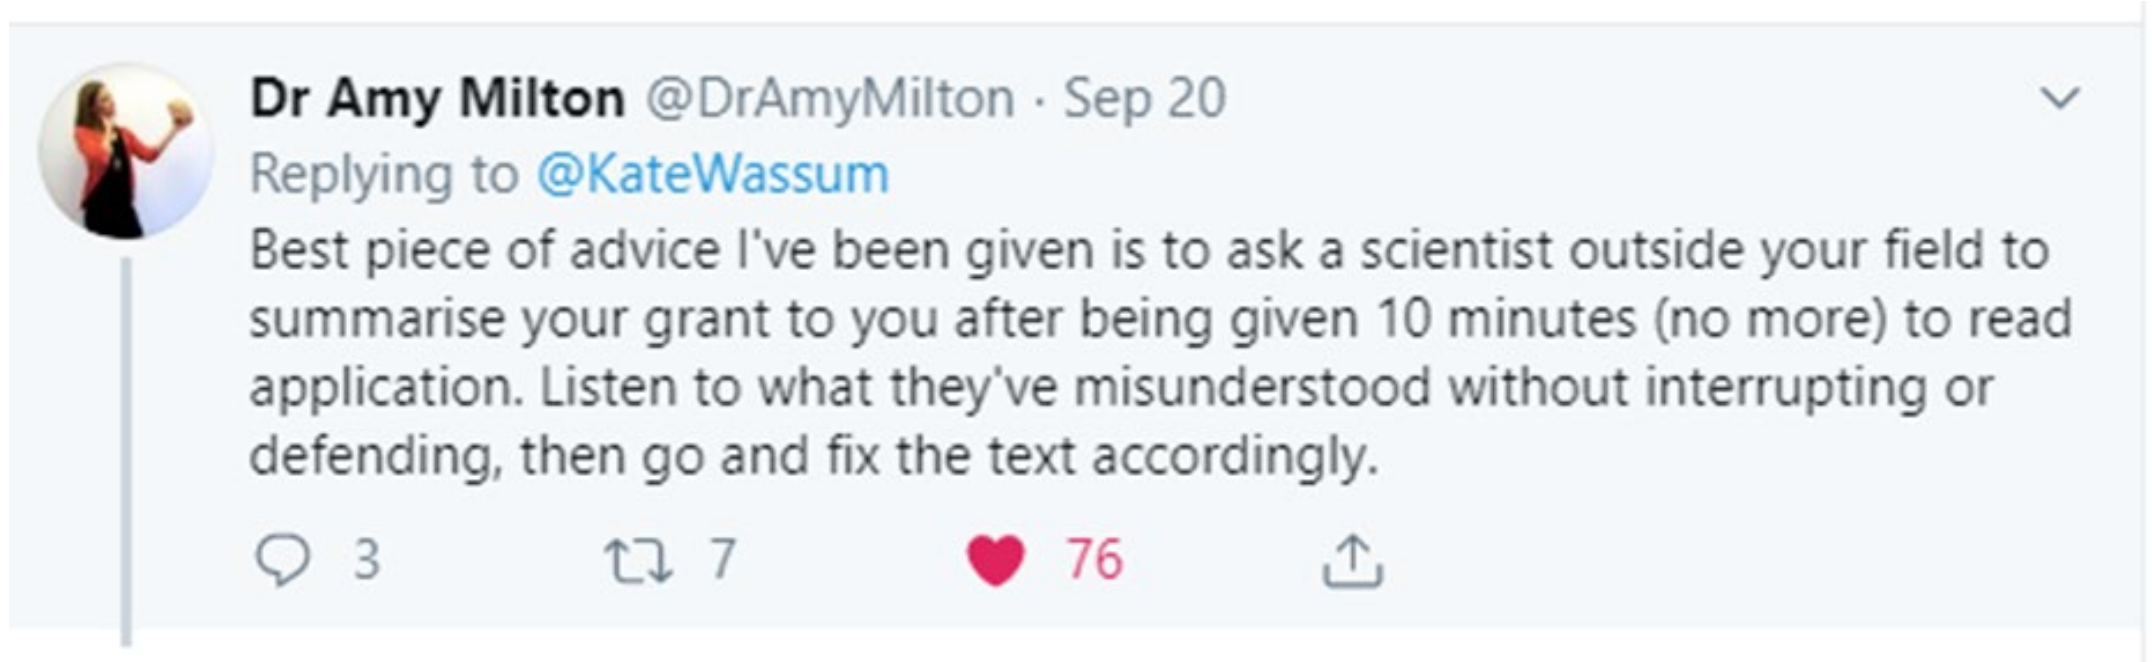 Dr Amy Milton @DrAmyMilton · Sep 20
Replying to @KateWassum
Best piece of advice I've been given is to ask a scientist outside your field to
summarise your grant to you after being given 10 minutes (no more) to read
application. Listen to what they've misunderstood without interrupting or
defending, then go and fix the text accordingly.
3 7 76